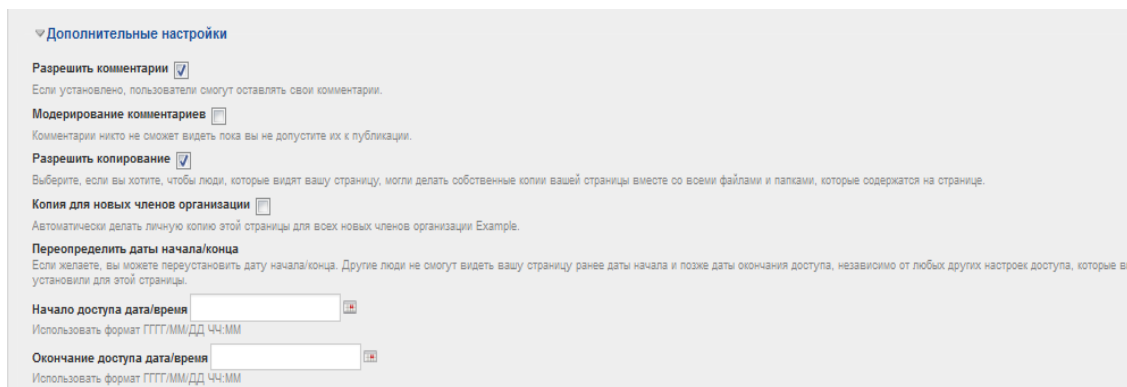 Дополнительные настройки
Разрешить комментарии
Если установлено, пользователи смогут оставлять свои комментарии.
Модерирование комментариев
Комментарии никто не сможет видеть пока вы не допустите их к публикации.
Разрешить копирование
Выберите, если вы хотите, чтобы люди, которые видят вашу страницу, могли делать собственные копии вашей страницы вместе со всеми файлами и папками, которые содержатся на странице.
Копия для новых членов организации
Автоматически делать личную копию этой страницы для всех новых членов организации Example.
Переопределить даты начала/конца
Если желаете, вы можете переустановить дату начала/конца. Другие люди не смогут видеть вашу страницу ранее даты начала и позже даты окончания доступа, независимо от любых других настроек доступа, которые
установили для этой страницы.
Начало доступа дата/время
Использовать формат ГГГГ/ММ/ДД ЧЧ:ММ
Окончание доступа дата/время
Использовать формат ГГГГ/ММ/ДД ЧЧ:ММ